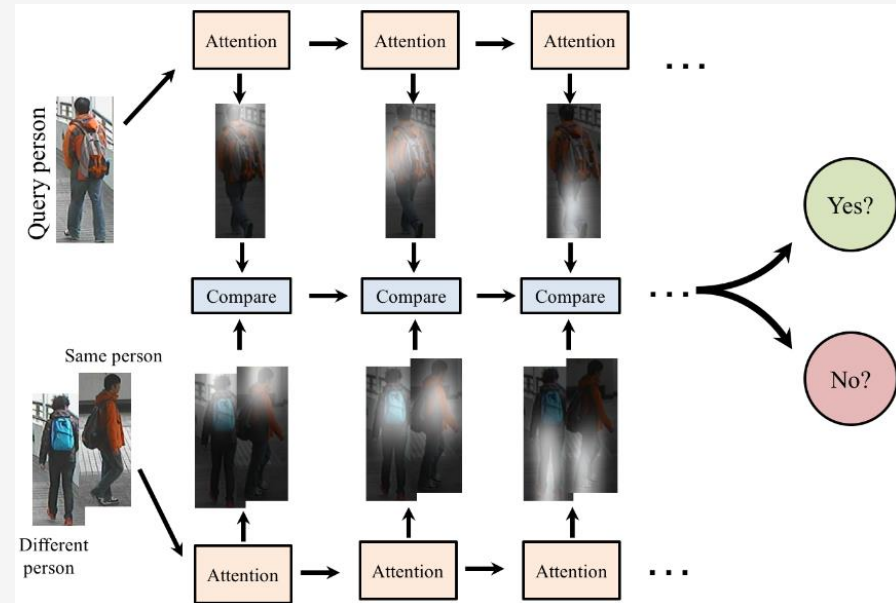 Attention
Attention
Attention
...
Query person
Yes?
Compare
Compare
Compare
...
Same person
No?
Different
person
Attention
Attention
Attention
...